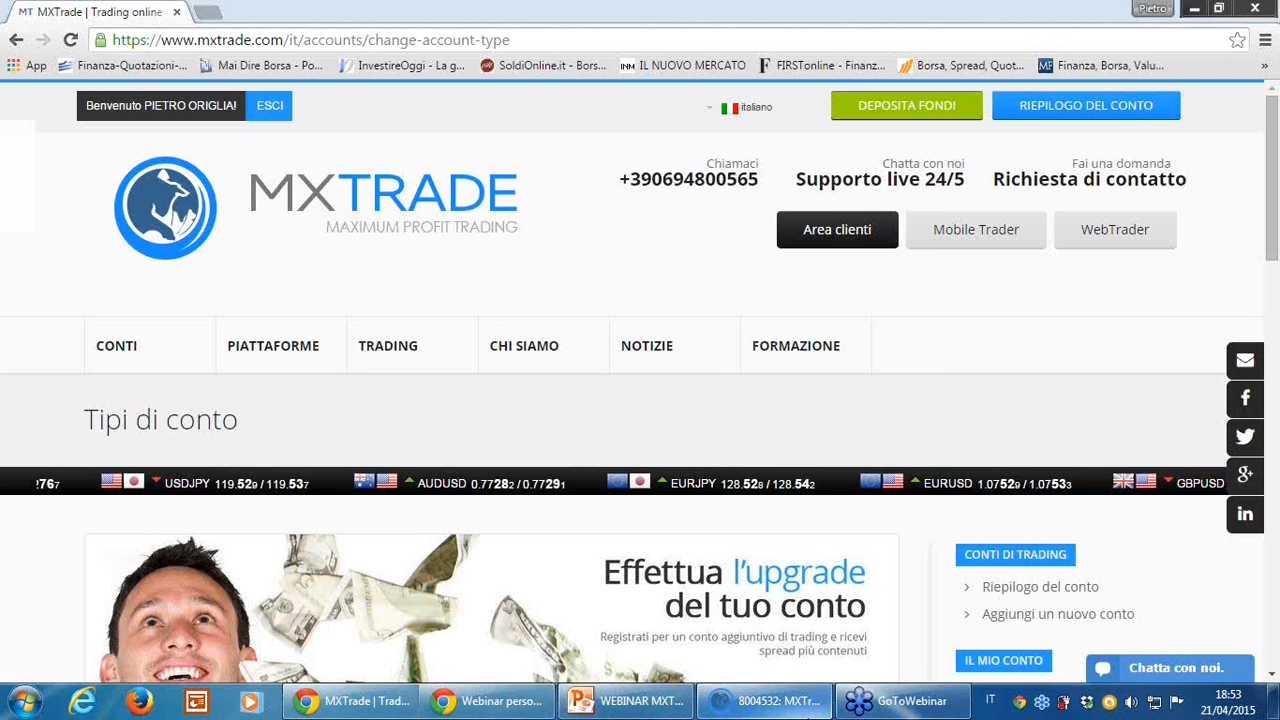 MT MXTrade | Trading online
Pietro
https://www.mxtrade.com/it/accounts/change-account-type
App
Finanza-Quotazioni-...
Mai Dire Borsa - Po...
InvestireOggi - La g...
SoldiOnline.it - Bors...
INM IL NUOVO MERCATO
F FIRSTonline - Finanz...
Borsa, Spread, Quot...
MF Finanza, Borsa, Valu...
»
Benvenuto PIETRO ORIGLIA! ESCI
italiano
DEPOSITA FONDI
RIEPILOGO DEL CONTO
MXTRADE
MAXIMUM PROFIT TRADING
Chiamaci
+390694800565
Chatta con noi
Supporto live 24/5
Fai una domanda
Richiesta di contatto
Area clienti
Mobile Trader
WebTrader
CONTI
PIATTAFORME
TRADING
CHI SIAMO
NOTIZIE
FORMAZIONE
Tipi di conto
USDJPY 119.529 / 119.537
AUDUSD 0.77282 / 0.77291
EURJPY 128.528 / 128.542
EURUSD 1.07529 / 1.07533
GBPUSD
Effettua l'upgrade
del tuo conto
Registrati per un conto aggiuntivo di trading e ricevi
spread più contenuti
CONTI DI TRADING
Riepilogo del conto
Aggiungi un nuovo conto
IL MIO CONTO
Chatta con noi.
MXTrade | Trad...
Webinar perso...
WEBINAR MXT...
8004532: MXTr...
GoToWebinar
IT
18:53
21/04/2015